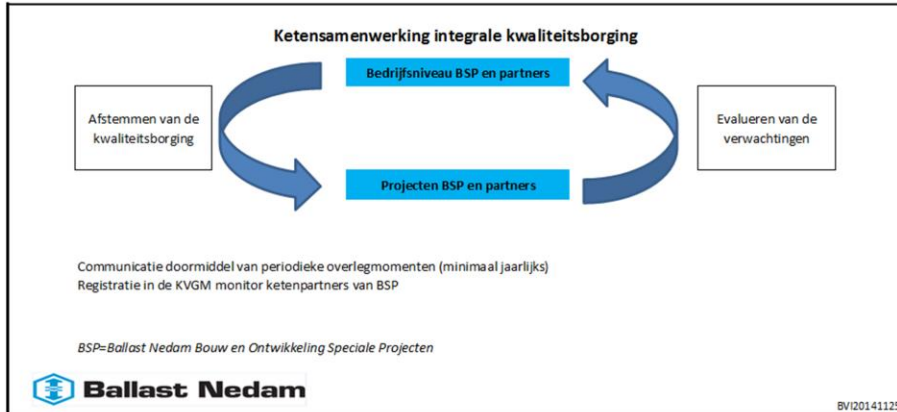 Ketensamenwerking integrale kwaliteitsborging
Bedrijfsniveau BSP en partners
Afstemmen van de
kwaliteitsborging
Evalueren van de
verwachtingen
Projecten BSP en partners
Communicatie doormiddel van periodieke overlegmomenten (minimaal jaarlijks)
Registratie in de KVGM monitor ketenpartners van BSP
BSP=Ballast Nedam Bouw en Ontwikkeling Speciale Projecten
Ballast Nedam
BVI20141125